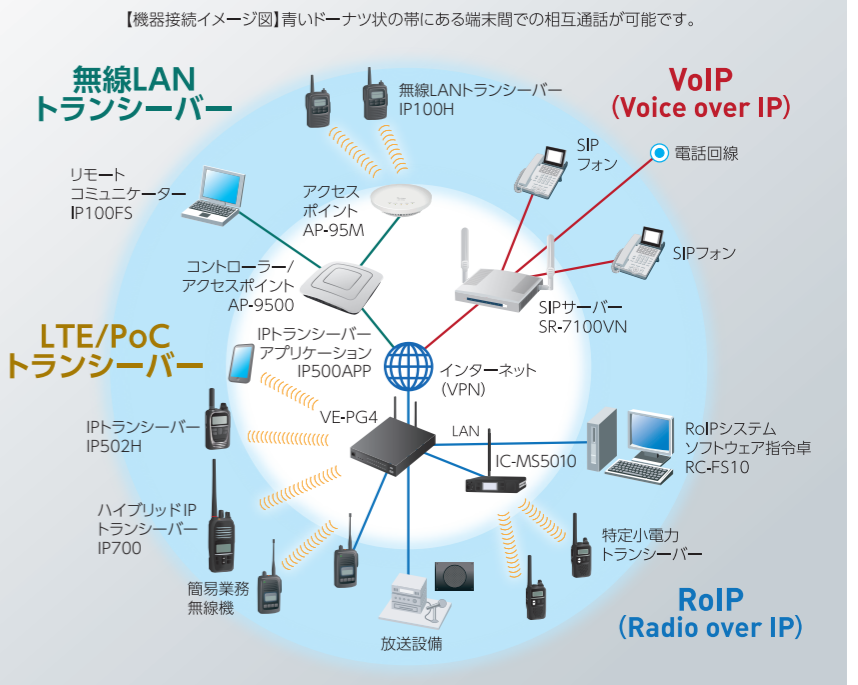 【機器接続イメージ図】青いドーナツ状の帯にある端末間での相互通話が可能です。
無線LAN
トランシーバー
無線LANトランシーバー
IP100H
VoIP
(Voice over IP)
SIP
フォン
電話回線
リモート
コミュニケーター
IP100FS
アクセス
ポイント
AP-95M
SIPフォン
コントローラー/
アクセスポイント
AP-9500
SIPサーバー
SR-7100VN
LTE/PoC
トランシーバー
IPトランシーバー
アプリケーション
IP500APP
インターネット
(VPN)
VE-PG4
IPトランシーバー
IP502H
LAN
IC-MS5010
RoIPシステム
ソフトウェア指令卓
RC-FS10
ハイブリッドIP
トランシーバー
IP700
特定小電力
トランシーバー
簡易業務
無線機
放送設備
RoIP
(Radio over IP)